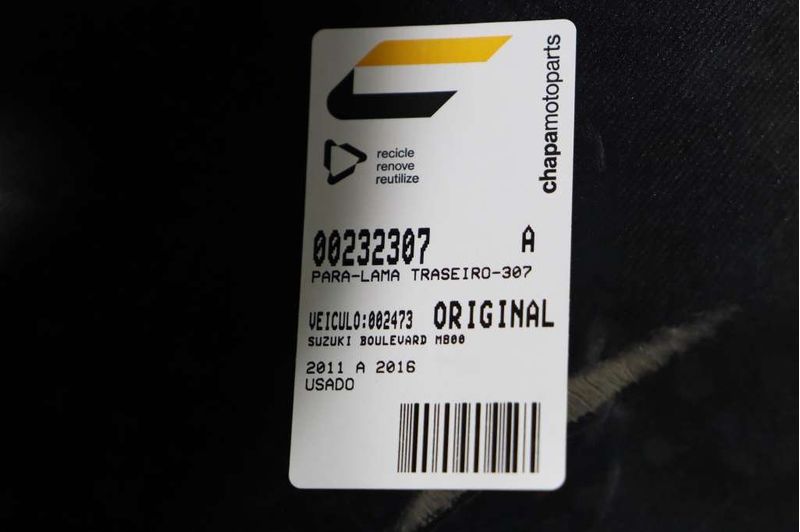 chapamotoparts
recicle
renove
reutilize
00232307 A
PARA-LAMA TRASEIRO-307
VEICULO:002473 ORIGINAL
SUZUKI BOULEVARD M800
2011 A 2016
USADO